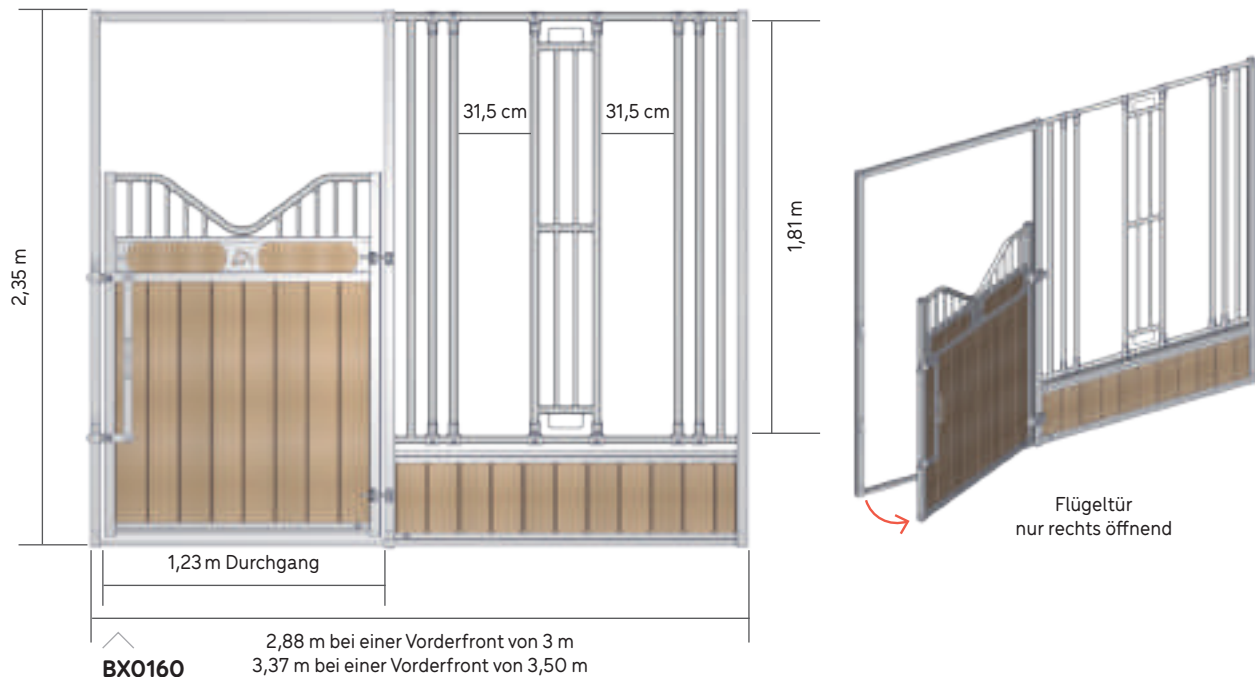 31,5 cm
31,5 cm
2,35 m
1,81 m
Flügeltür
nur rechts öffnend
1,23 m Durchgang
2,88 m bei einer Vorderfront von 3 m
3,37 m bei einer Vorderfront von 3,50 m
BX0160